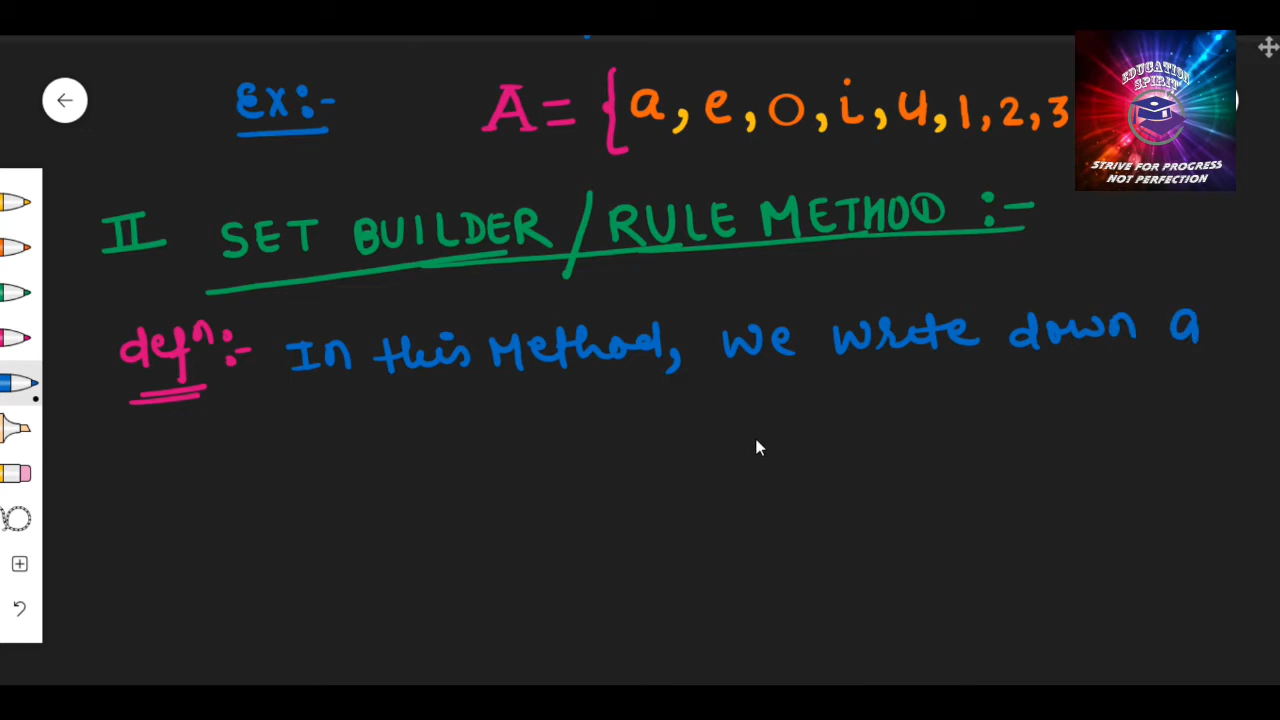 Ex:- A = {a, e, o, i, u, 1, 2, 3
EDUCATION
SPIRIT
STRIVE FOR PROGRESS
NOT PERFECTION
II SET BUILDER / RULE METHOD :-
defn:- In this Method, we write down a